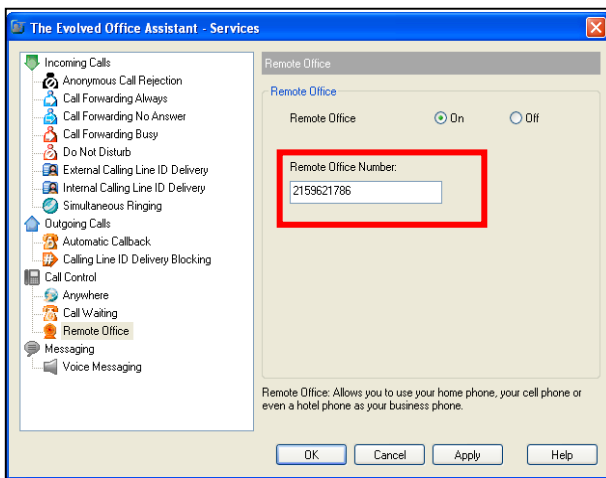 The Evolved Office Assistant - Services
Incoming Calls
Anonymous Call Rejection
Call Forwarding Always
Call Forwarding No Answer
Call Forwarding Busy
Do Not Disturb
External Calling Line ID Delivery
Internal Calling Line ID Delivery
Simultaneous Ringing
Outgoing Calls
Automatic Callback
Calling Line ID Delivery Blocking
Call Control
Anywhere
Call Waiting
Remote Office
Messaging
Voice Messaging
Remote Office
Remote Office
Remote Office On Off
Remote Office Number:
2159621786
Remote Office: Allows you to use your home phone, your cell phone or
even a hotel phone as your business phone.
OK Cancel Apply Help